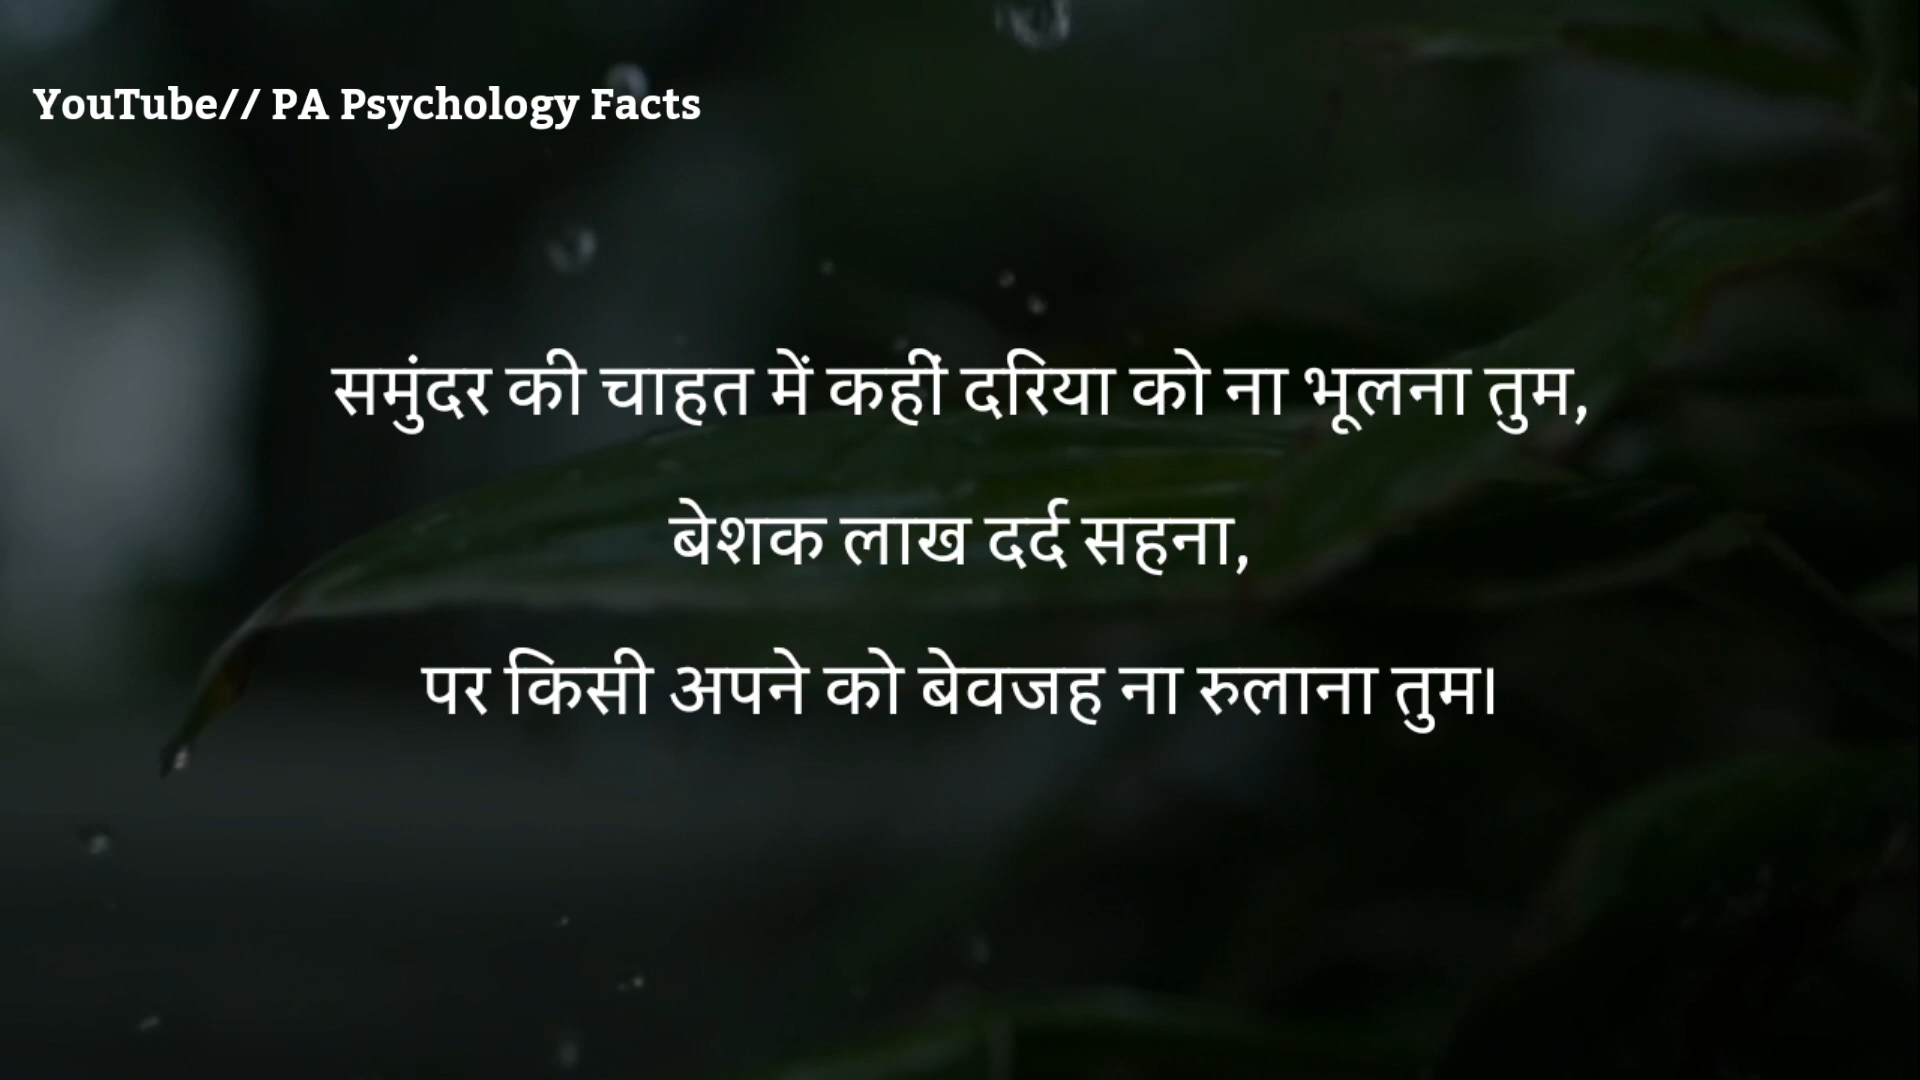 YouTube// PA Psychology Facts
समुंदर की चाहत में कहीं दरिया को ना भूलना तुम,
बेशक लाख दर्द सहना,
पर किसी अपने को बेवजह ना रुलाना तुम।